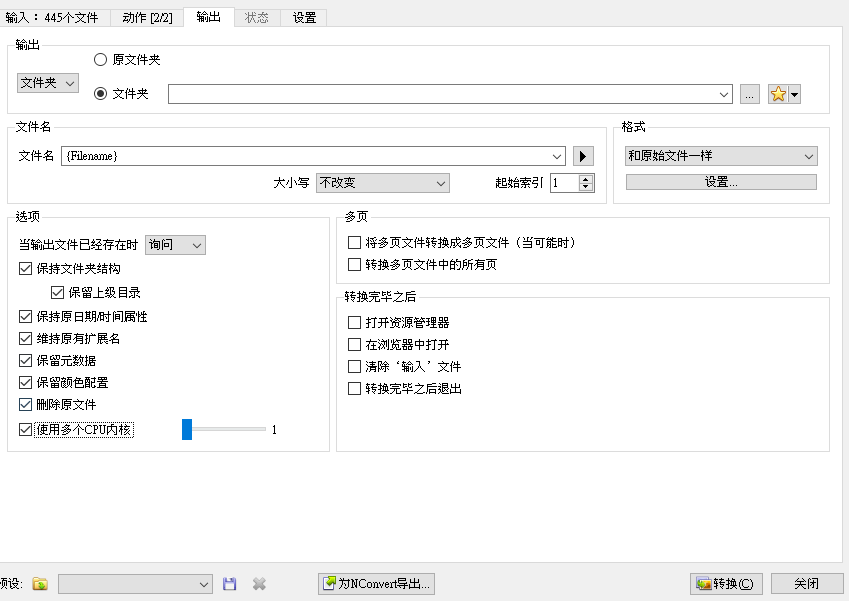 输入：445个文件 动作 [2/2] 输出 状态 设置
输出
原文件夹
文件夹 文件夹 ...
文件名
文件名 {Filename}
大小写 不改变 起始索引 1
格式
和原始文件一样
设置...
选项
当输出文件已经存在时 询问
保持文件夹结构
保留上级目录
保持原日期/时间属性
维持原有扩展名
保留元数据
保留颜色配置
删除原文件
使用多个CPU内核 1
多页
将多页文件转换成多页文件（当可能时）
转换多页文件中的所有页
转换完毕之后
打开资源管理器
在浏览器中打开
清除‘输入’文件
转换完毕之后退出
预设: 为NConvert导出... 转换(C) 关闭